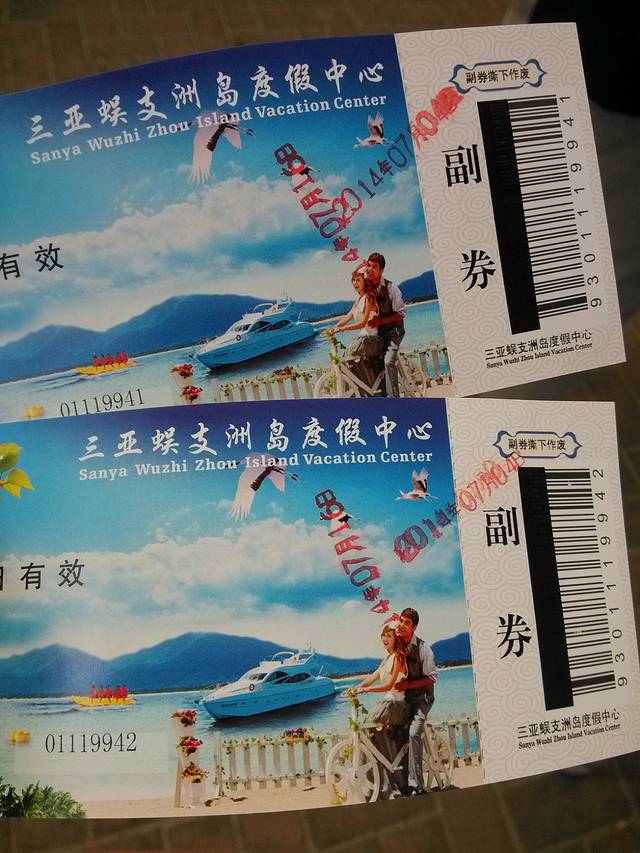 三亚蜈支洲岛度假中心
Sanya Wuzhi Zhou Island Vacation Center
有效
01119941
副券撕下作废
副券
9301119941
三亚蜈支洲岛度假中心
Sanya Wuzhi Zhou Island Vacation Center
三亚蜈支洲岛度假中心
Sanya Wuzhi Zhou Island Vacation Center
日有效
01119942
副券撕下作废
副券
93011199942
三亚蜈支洲岛度假中心
Sanya Wuzhi Zhou Island Vacation Center